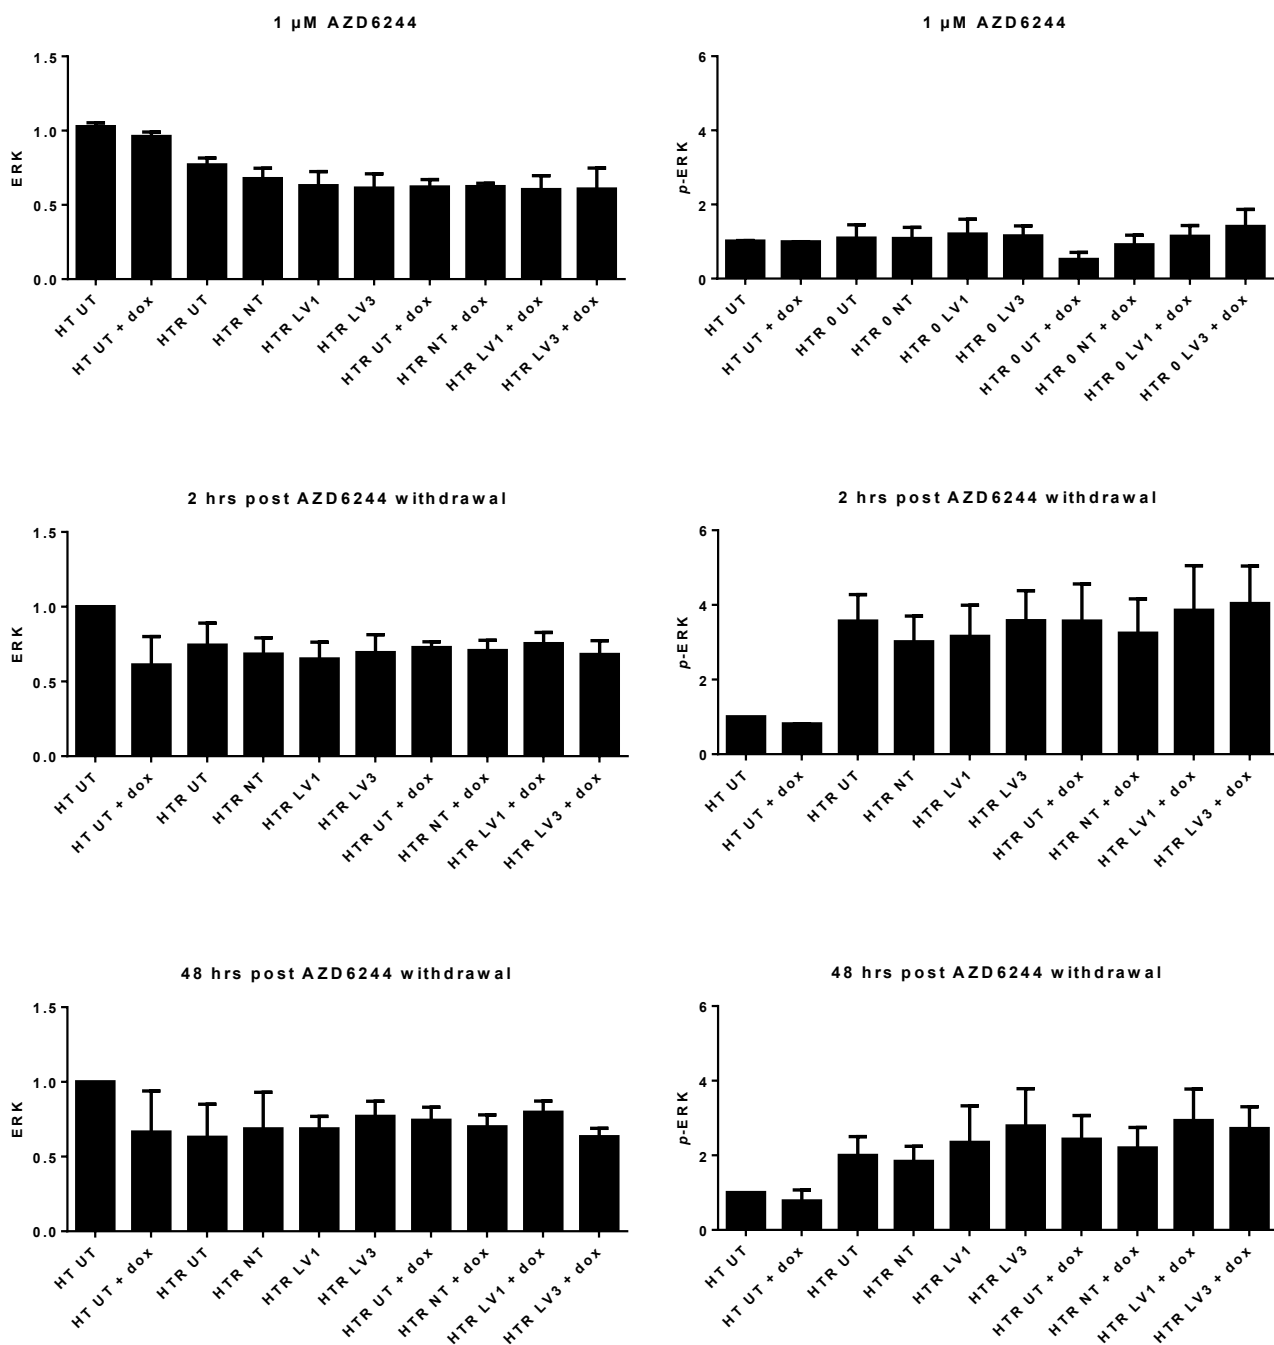 1 µM AZD6244
1.5
1.0
0.5
0.0
ERK
HT UT
HT UT + dox
HTR UT
HTR NT
HTR LV1
HTR LV3
HTR UT + dox
HTR NT + dox
HTR LV1 + dox
HTR LV3 + dox
1 µM AZD6244
6
4
2
0
p-ERK
HT UT
HT UT + dox
HTR 0 UT
HTR 0 NT
HTR 0 LV1
HTR 0 LV3
HTR 0 UT + dox
HTR 0 NT + dox
HTR 0 LV1 + dox
HTR 0 LV3 + dox
2 hrs post AZD6244 withdrawal
1.5
1.0
0.5
0.0
ERK
HT UT
HT UT + dox
HTR UT
HTR NT
HTR LV1
HTR LV3
HTR UT + dox
HTR NT + dox
HTR LV1 + dox
HTR LV3 + dox
2 hrs post AZD6244 withdrawal
6
4
2
0
p-ERK
HT UT
HT UT + dox
HTR UT
HTR NT
HTR LV1
HTR LV3
HTR UT + dox
HTR NT + dox
HTR LV1 + dox
HTR LV3 + dox
48 hrs post AZD6244 withdrawal
1.5
1.0
0.5
0.0
ERK
HT UT
HT UT + dox
HTR UT
HTR NT
HTR LV1
HTR LV3
HTR UT + dox
HTR NT + dox
HTR LV1 + dox
HTR LV3 + dox
48 hrs post AZD6244 withdrawal
6
4
2
0
p-ERK
HT UT
HT UT + dox
HTR UT
HTR NT
HTR LV1
HTR LV3
HTR UT + dox
HTR NT + dox
HTR LV1 + dox
HTR LV3 + dox